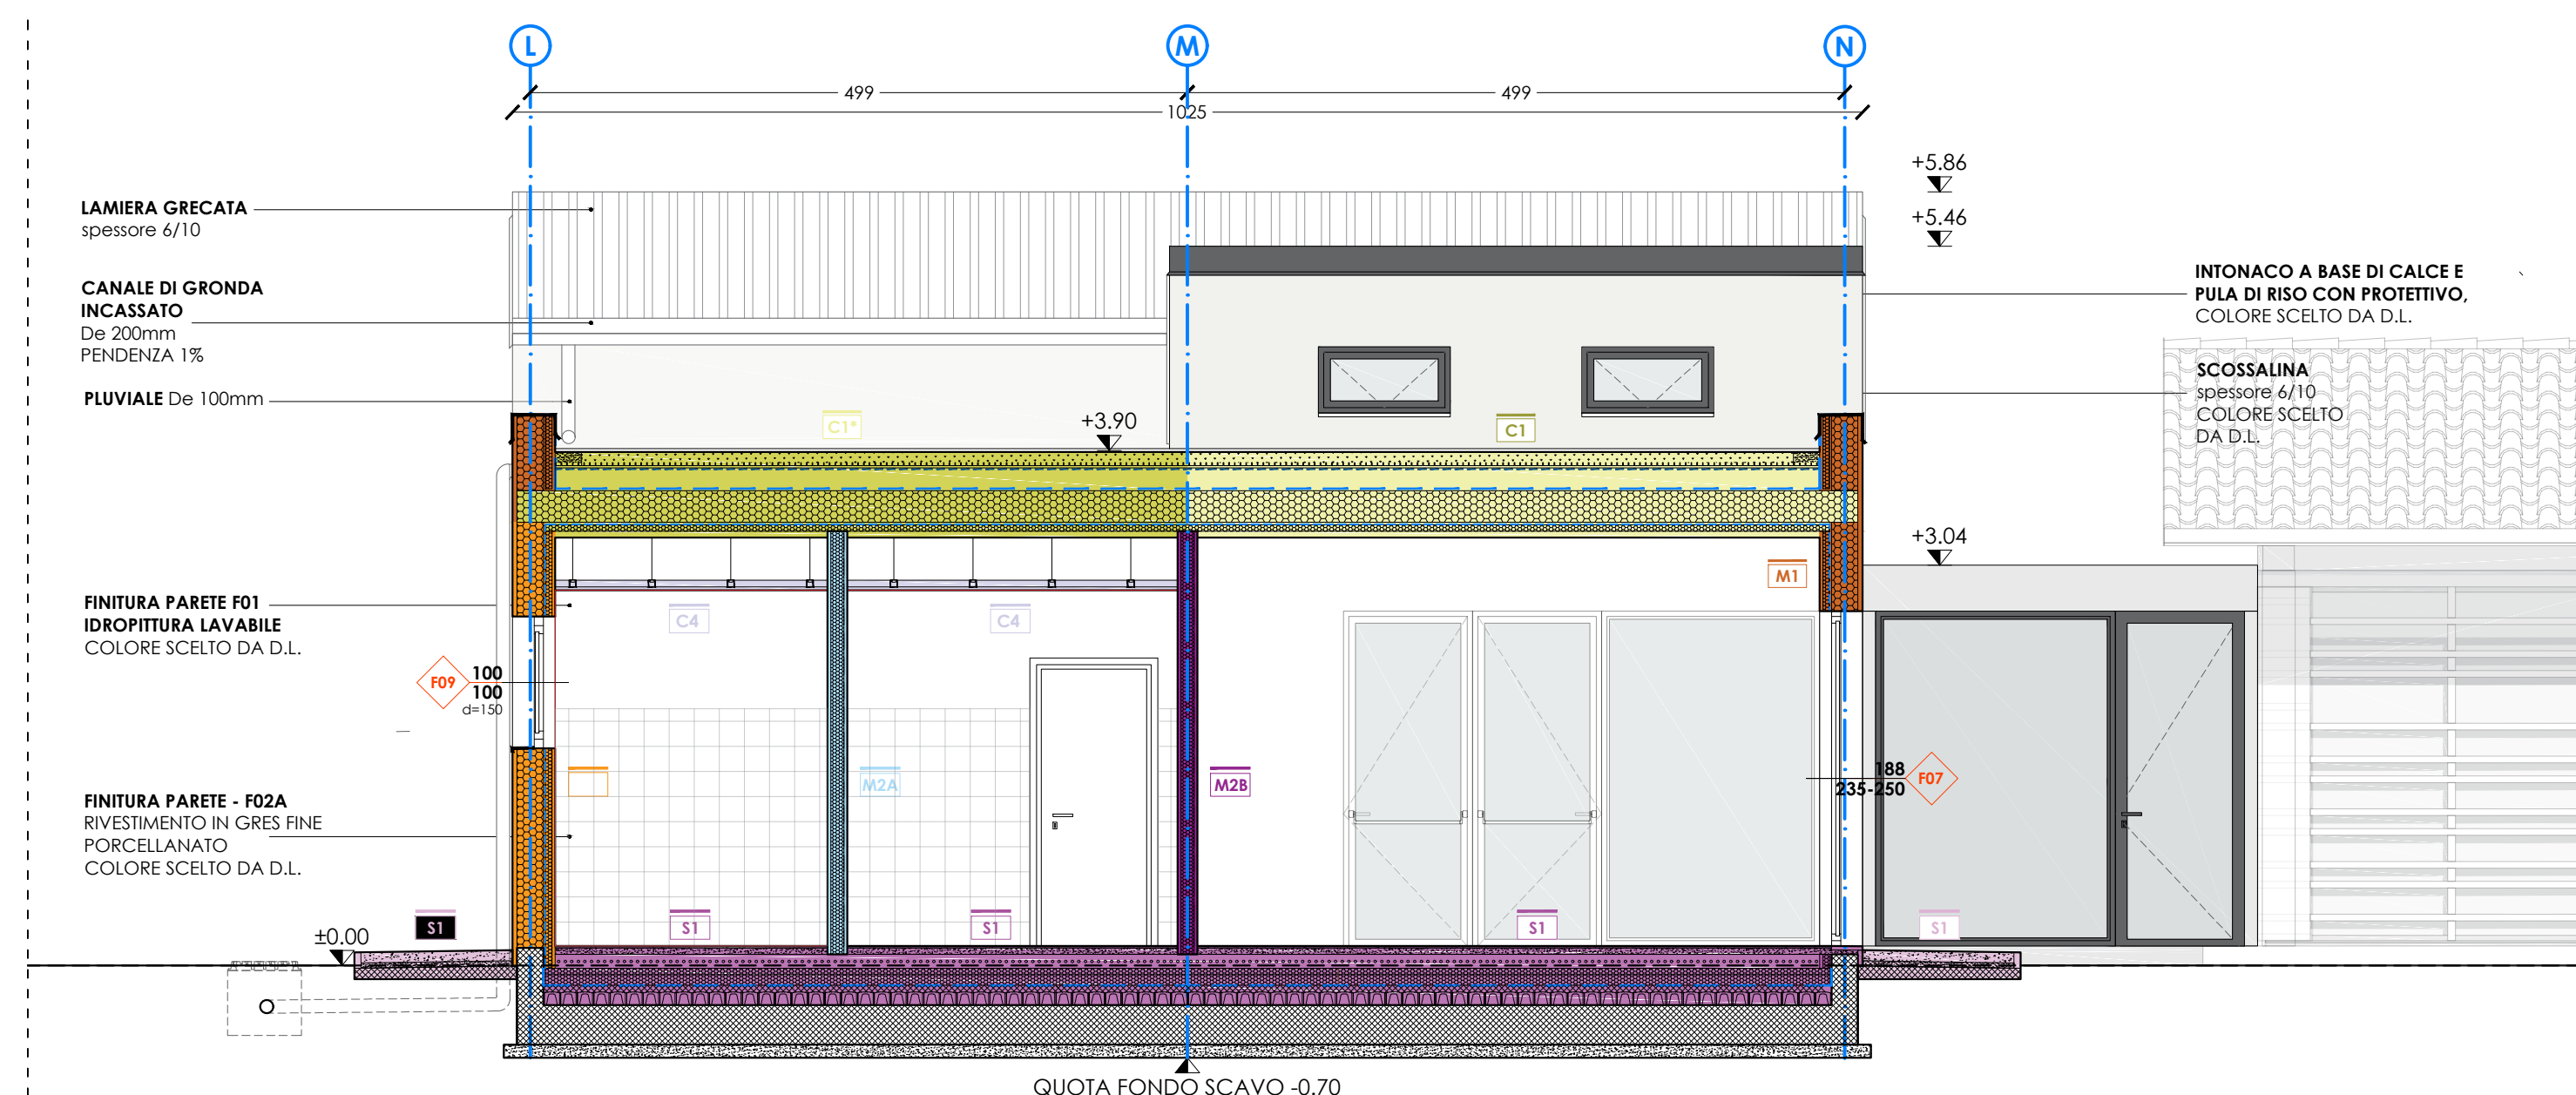 L
M
N
499
499
1025
+5.86
+5.46
LAMIERA GRECATA
spessore 6/10
CANALE DI GRONDA
INCASSATO
De 200mm
PENDENZA 1%
PLUVIALE De 100mm
INTONACO A BASE DI CALCE E
PULA DI RISO CON PROTETTIVO,
COLORE SCELTO DA D.L.
SCOSSALINA
spessore 6/10
COLORE SCELTO
DA D.L.
C1*
+3.90
C1
+3.04
M1
FINITURA PARETE F01
IDROPITTURA LAVABILE
COLORE SCELTO DA D.L.
C4
C4
F09
100
100
d=150
M2A
M2B
188
235-250
F07
FINITURA PARETE - F02A
RIVESTIMENTO IN GRES FINE
PORCELLANATO
COLORE SCELTO DA D.L.
S1
S1
S1
S1
S1
±0.00
QUOTA FONDO SCAVO -0.70